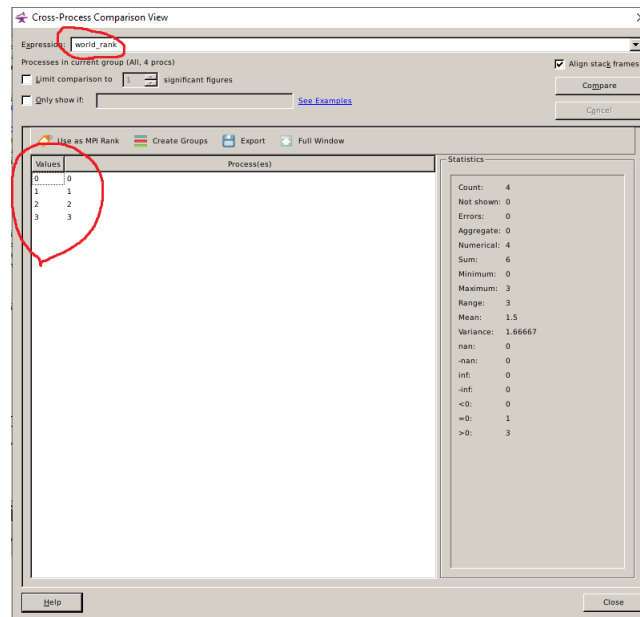 Cross-Process Comparison View
Expression: world_rank
Processes in current group (All, 4 procs)
Align stack frames
Limit comparison to 1 significant figures
Compare
Only show if: See Examples
Cancel
Use as MPI Rank Create Groups Export Full Window
Values Process(es)
0 0
1 1
2 2
3 3
Statistics
Count: 4
Not shown: 0
Errors: 0
Aggregate: 0
Numerical: 4
Sum: 6
Minimum: 0
Maximum: 3
Range: 3
Mean: 1.5
Variance: 1.66667
nan: 0
-nan: 0
inf: 0
-inf: 0
<0: 0
=0: 1
>0: 3
Help
Close